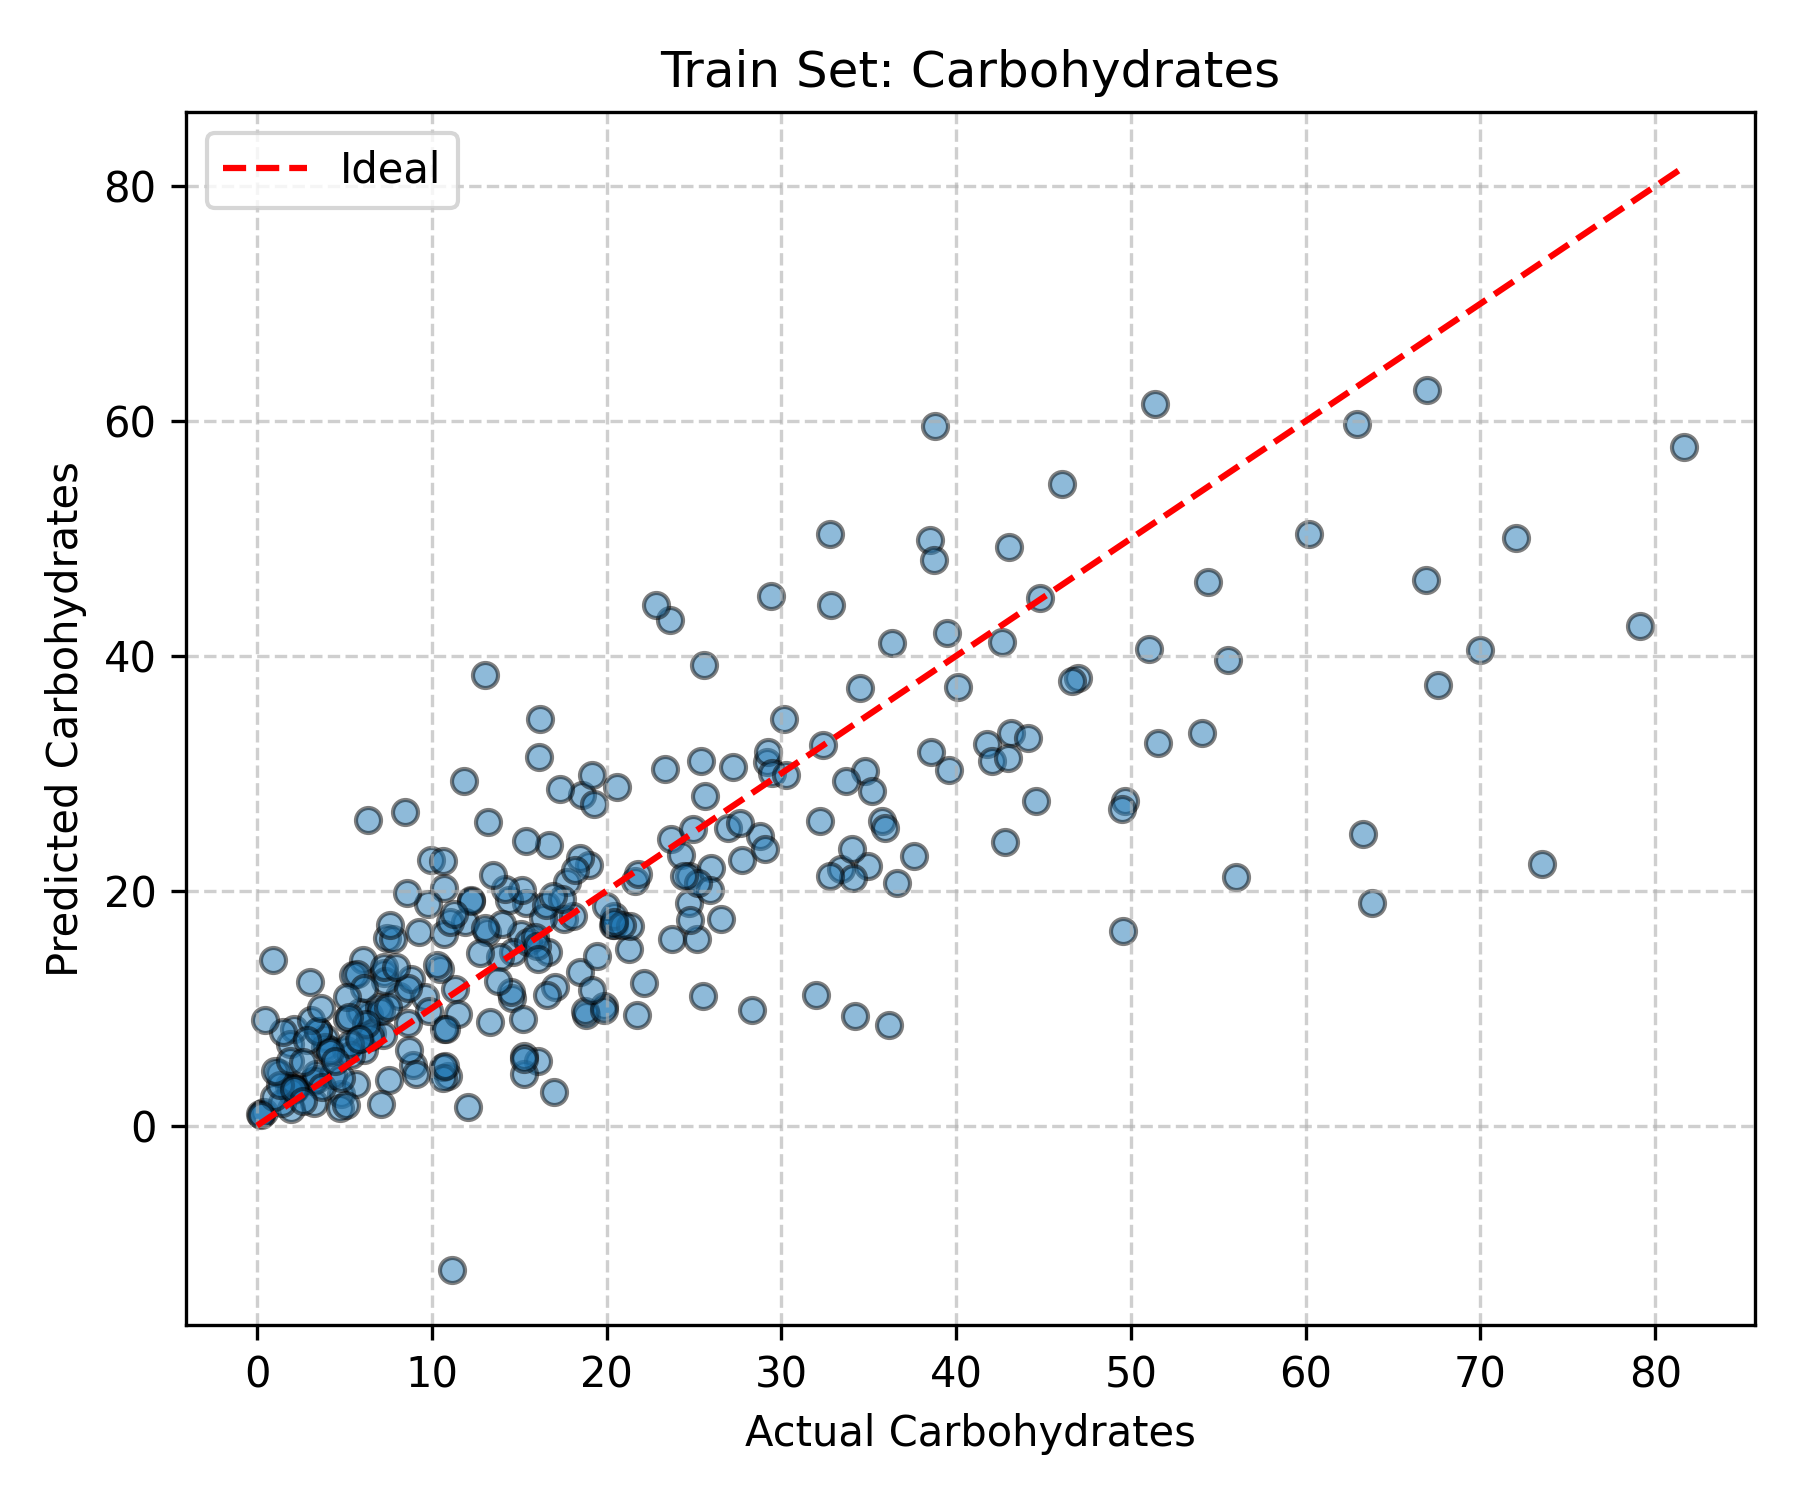 Train Set: Carbohydrates
Ideal
80
60
40
20
0
Predicted Carbohydrates
0 10 20 30 40 50 60 70 80
Actual Carbohydrates